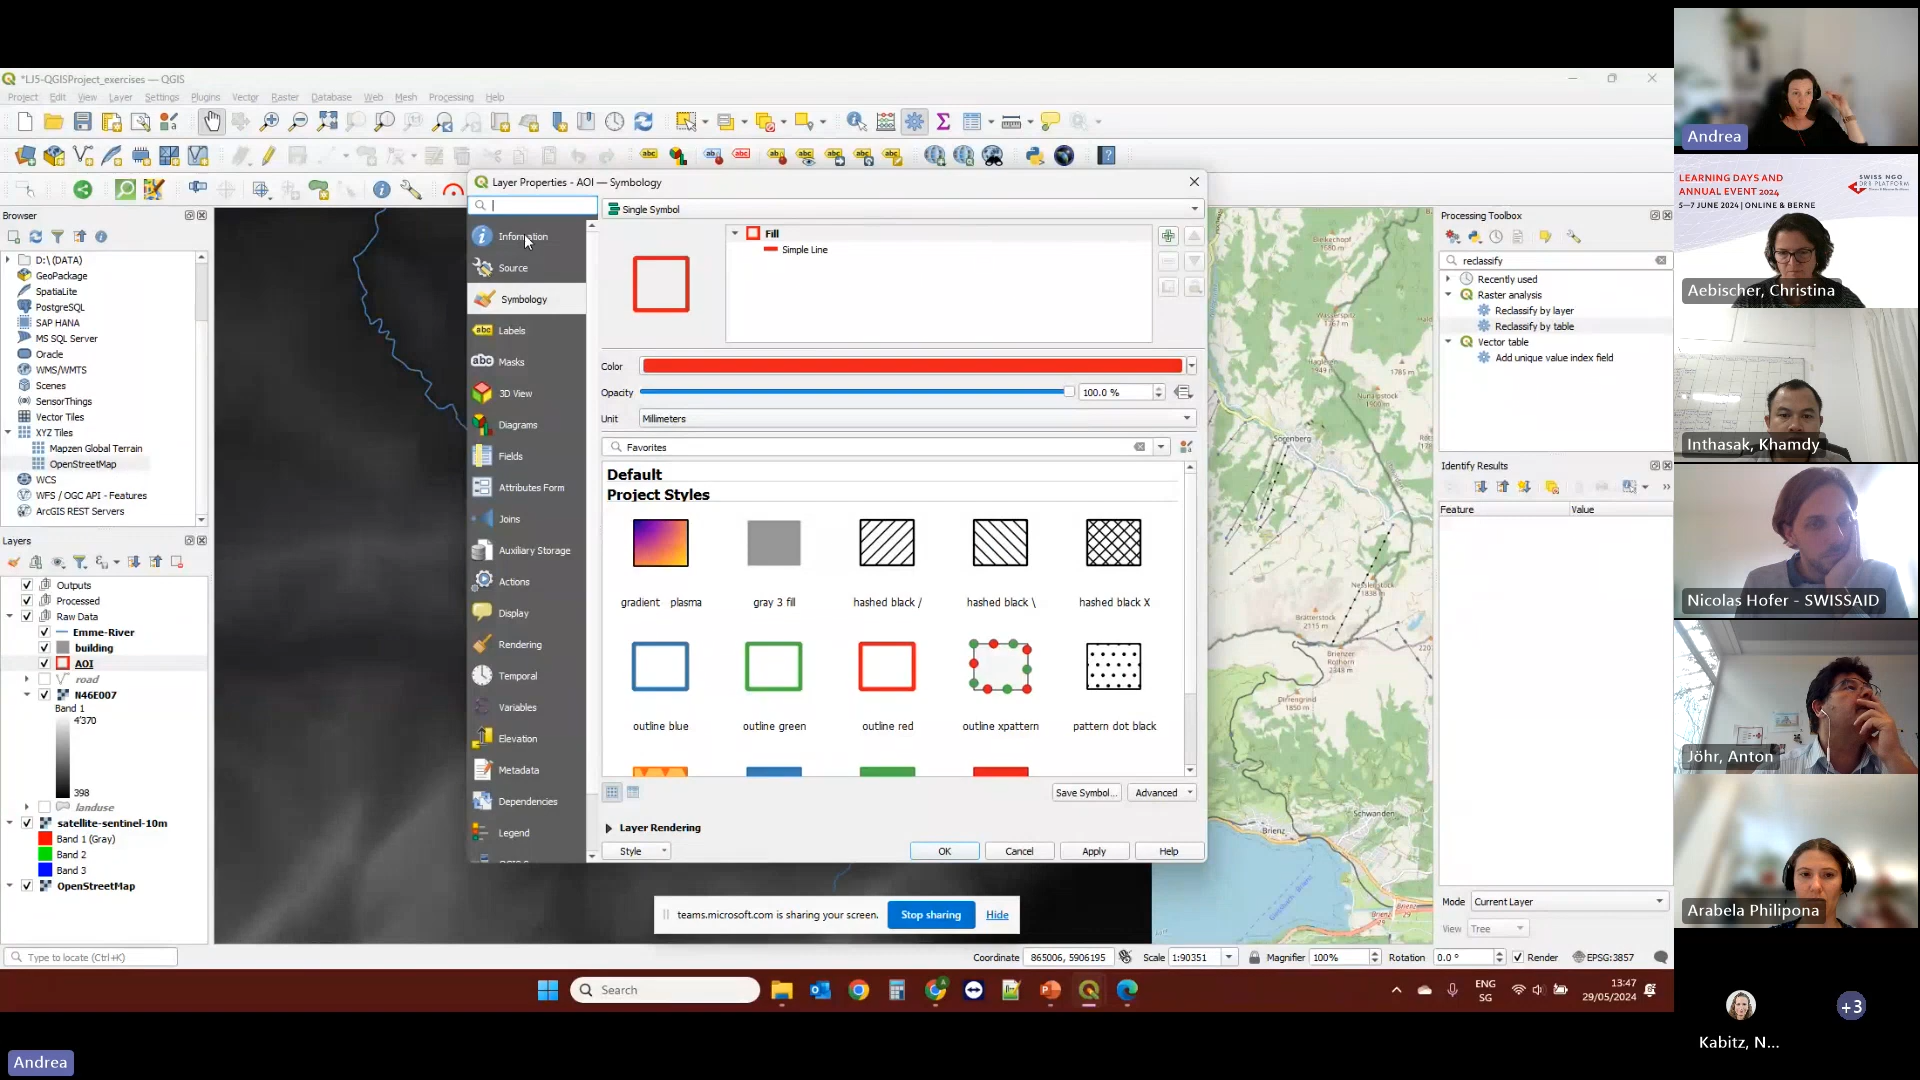 *LJ5-QGISProject_exercises — QGIS
Project Edit View Layer Settings Plugins Vector Raster Database Web Mesh Processing Help
Browser
D:\ (DATA)
GeoPackage
SpatiaLite
PostgreSQL
SAP HANA
MS SQL Server
Oracle
WMS/WMTS
Scenes
SensorThings
Vector Tiles
XYZ Tiles
Mapzen Global Terrain
OpenStreetMap
WCS
WFS / OGC API - Features
ArcGIS REST Servers
Layers
Outputs
Processed
Raw Data
Emme-River
building
AOI
road
N46E007
Band 1
4'370
398
landuse
satellite-sentinel-10m
Band 1 (Gray)
Band 2
Band 3
OpenStreetMap
Type to locate (Ctrl+K)
Layer Properties - AOI — Symbology
Information
Source
Symbology
Labels
Masks
3D View
Diagrams
Fields
Attributes Form
Joins
Auxiliary Storage
Actions
Display
Rendering
Temporal
Variables
Elevation
Metadata
Dependencies
Legend
Single Symbol
Fill
Simple Line
Color
Opacity 100.0 %
Unit Millimeters
Favorites
Default
Project Styles
gradient plasma
gray 3 fill
hashed black /
hashed black \
hashed black X
outline blue
outline green
outline red
outline xpattern
pattern dot black
Save Symbol...
Advanced
Layer Rendering
Style
OK
Cancel
Apply
Help
teams.microsoft.com is sharing your screen.
Stop sharing
Hide
Sörenberg
Brienzer
Rothorn
2348 m
Brienz
Schwanden
Processing Toolbox
reclassify
Recently used
Raster analysis
Reclassify by layer
Reclassify by table
Vector table
Add unique value index field
Identify Results
Feature Value
Mode Current Layer
View Tree
Coordinate 865006, 5906195 Scale 1:90351 Magnifier 100% Rotation 0.0 ° Render EPSG:3857
Search
ENG
SG
13:47
29/05/2024
Andrea
LEARNING DAYS AND
ANNUAL EVENT 2024
5—7 JUNE 2024 | ONLINE & BERNE
SWISS NGO
DRR PLATFORM
Aebischer, Christina
Inthasak, Khamdy
Nicolas Hofer - SWISSAID
Jöhr, Anton
Arabela Philipona
+3
Kabitz, N...
Andrea